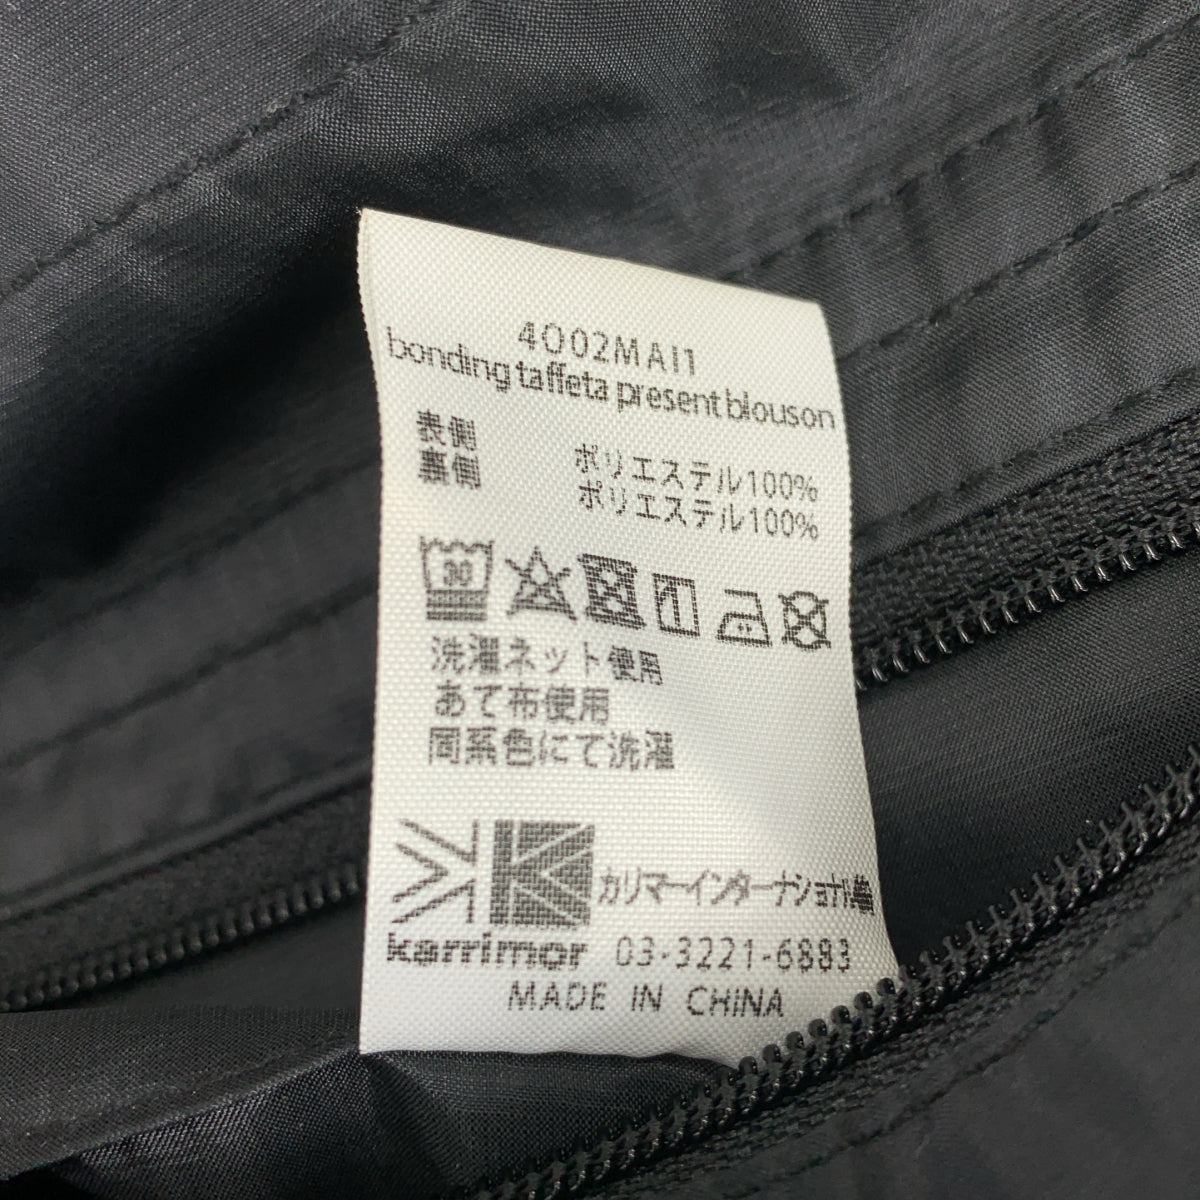 4O02MAI1
bonding taffeta present blouson
表側 ポリエステル100%
裏側 ポリエステル100%
30
洗濯ネット使用
あて布使用
同系色にて洗濯
カリマーインターナショナル㈱
karrimor 03-3221-6883
MADE IN CHINA